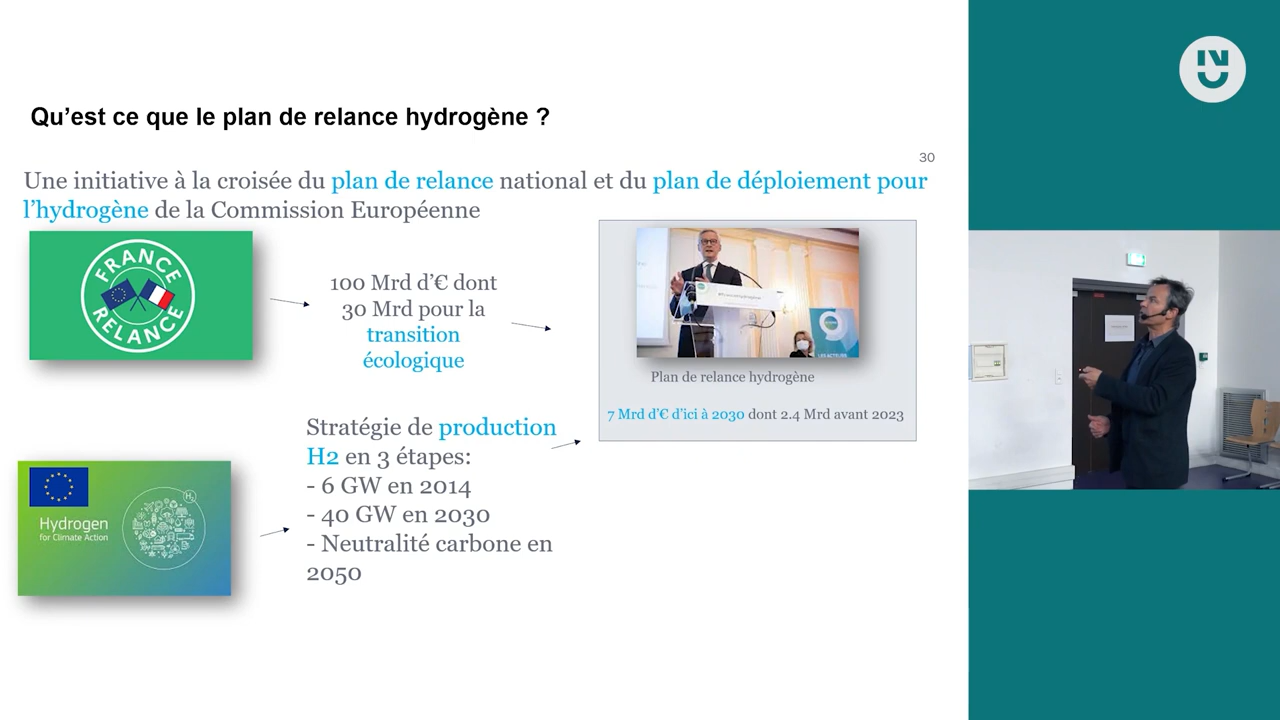 Qu’est ce que le plan de relance hydrogène ?
30
Une initiative à la croisée du plan de relance national et du plan de déploiement pour
l’hydrogène de la Commission Européenne
FRANCE
RELANCE
100 Mrd d’€ dont
30 Mrd pour la
transition
écologique
Plan de relance hydrogène
7 Mrd d’€ d’ici à 2030 dont 2.4 Mrd avant 2023
Stratégie de production
H2 en 3 étapes:
- 6 GW en 2014
- 40 GW en 2030
- Neutralité carbone en
2050
H₂
Hydrogen
for Climate Action